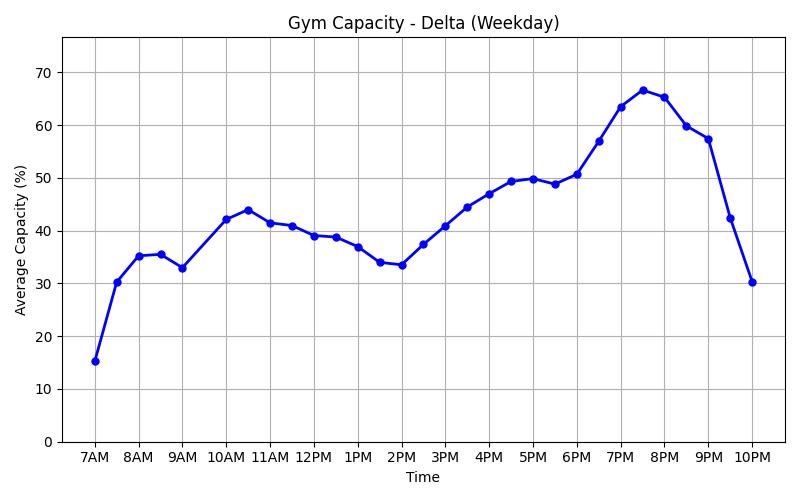 Gym Capacity - Delta (Weekday)
Average Capacity (%)
70
60
50
40
30
20
10
0
7AM 8AM 9AM 10AM 11AM 12PM 1PM 2PM 3PM 4PM 5PM 6PM 7PM 8PM 9PM 10PM
Time